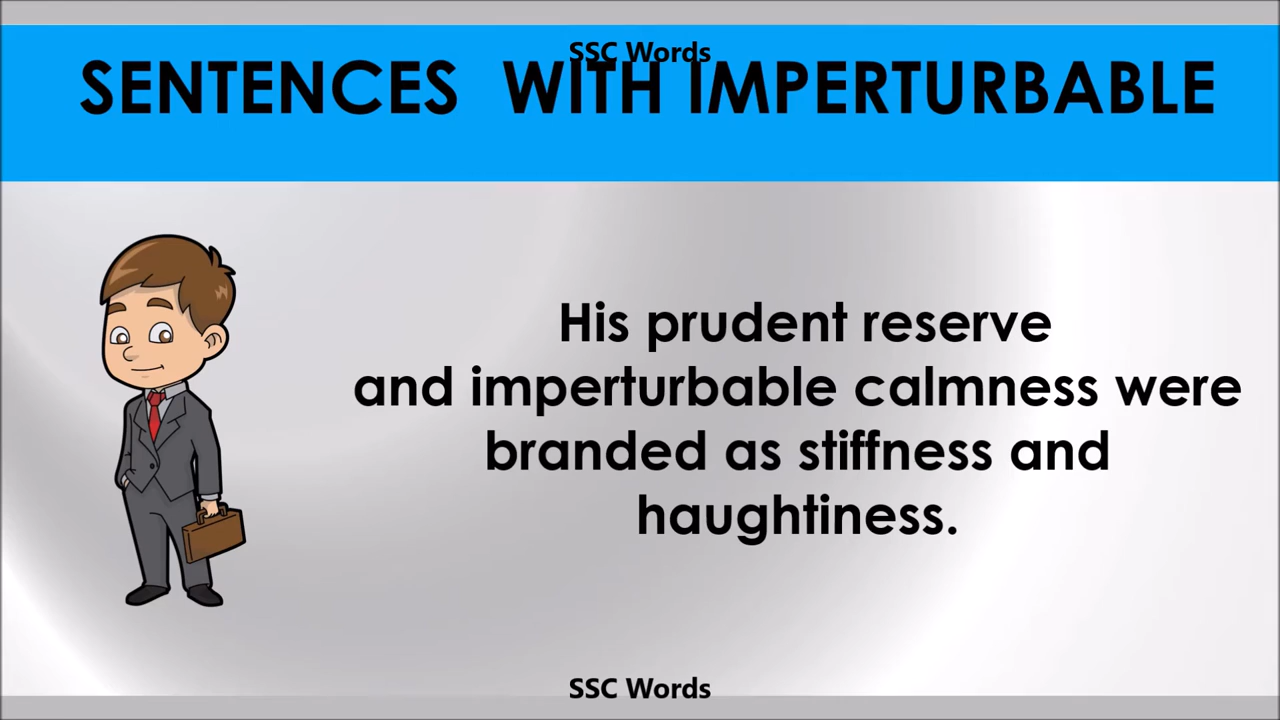 SSC Words
SENTENCES WITH IMPERTURBABLE
His prudent reserve
and imperturbable calmness were
branded as stiffness and
haughtiness.
SSC Words